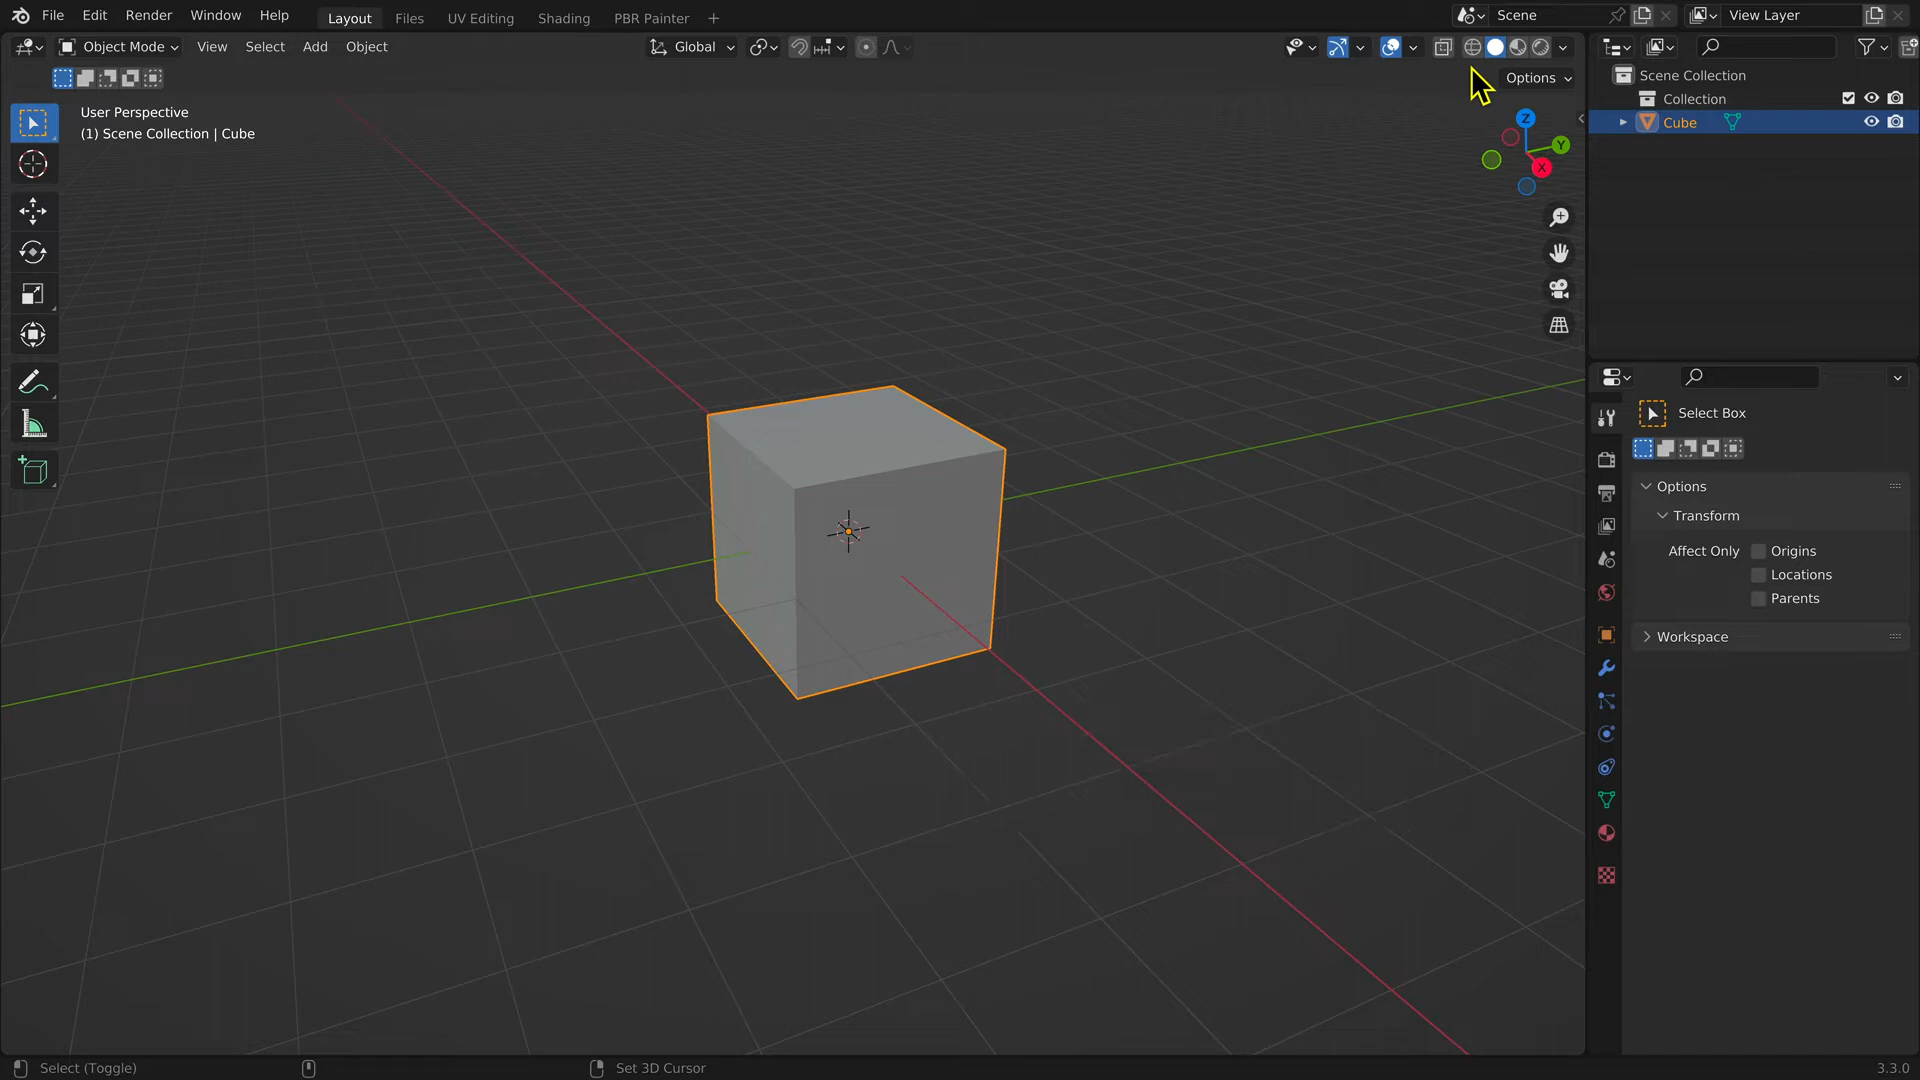 File Edit Render Window Help Layout Files UV Editing Shading PBR Painter + Scene View Layer
Object Mode View Select Add Object Global
Options
User Perspective
(1) Scene Collection | Cube
Z
Y
X
Scene Collection
Collection
Cube
Select Box
Options
Transform
Affect Only Origins
Locations
Parents
Workspace
Select (Toggle) Set 3D Cursor 3.3.0